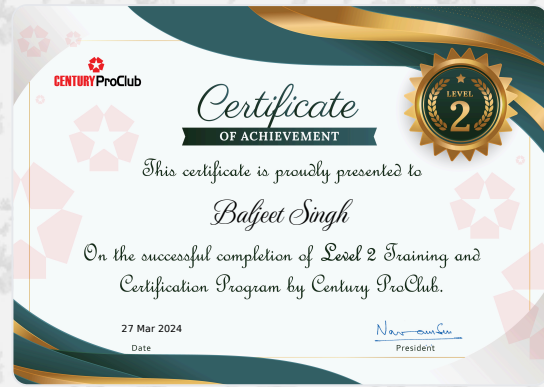 CENTURY ProClub
LEVEL
2
Certificate
OF ACHIEVEMENT
This certificate is proudly presented to
Baljeet Singh
On the successful completion of Level 2 Training and
Certification Program by Century ProClub.
27 Mar 2024
Date
President